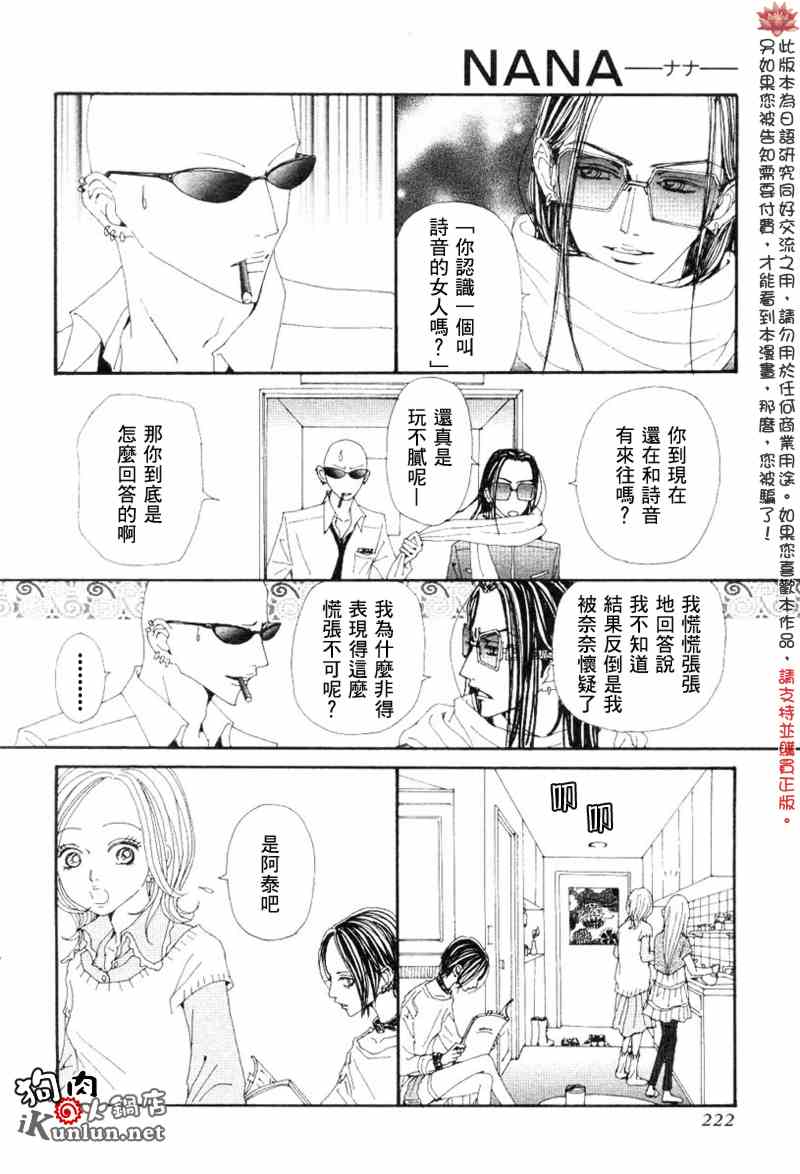 NANA
ナナ
「你認識一個叫
詩音的女人嗎？」
你到現在
還在和詩音
有來往嗎？
還真是
玩不膩呢ー
那你到底是
怎麼回答的啊
我慌慌張張
地回答說
我不知道
結果反倒是我
被奈奈懷疑了
我為什麼非得
表現得這麼
慌張不可呢？
………
叩
叩
是阿泰吧
222
狗肉
火鍋店
iKunlun.net
此版本為日語研究同好交流之用，請勿用於任何商業用途。如果您喜歡本作品，請支持並購買正版。
另如果您被告知需要付費，才能看到本漫畫，那麼，您被騙了！